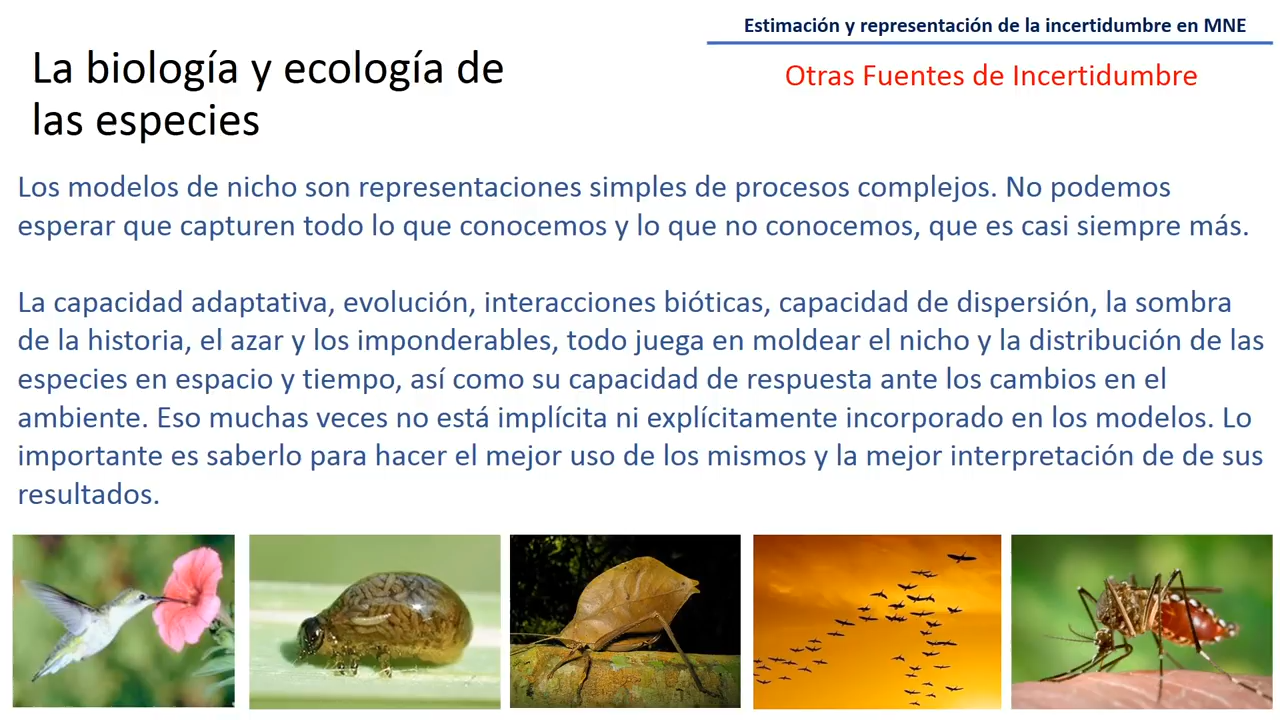 Estimación y representación de la incertidumbre en MNE
La biología y ecología de
las especies
Otras Fuentes de Incertidumbre
Los modelos de nicho son representaciones simples de procesos complejos. No podemos
esperar que capturen todo lo que conocemos y lo que no conocemos, que es casi siempre más.
La capacidad adaptativa, evolución, interacciones bióticas, capacidad de dispersión, la sombra
de la historia, el azar y los imponderables, todo juega en moldear el nicho y la distribución de las
especies en espacio y tiempo, así como su capacidad de respuesta ante los cambios en el
ambiente. Eso muchas veces no está implícita ni explícitamente incorporado en los modelos. Lo
importante es saberlo para hacer el mejor uso de los mismos y la mejor interpretación de de sus
resultados.